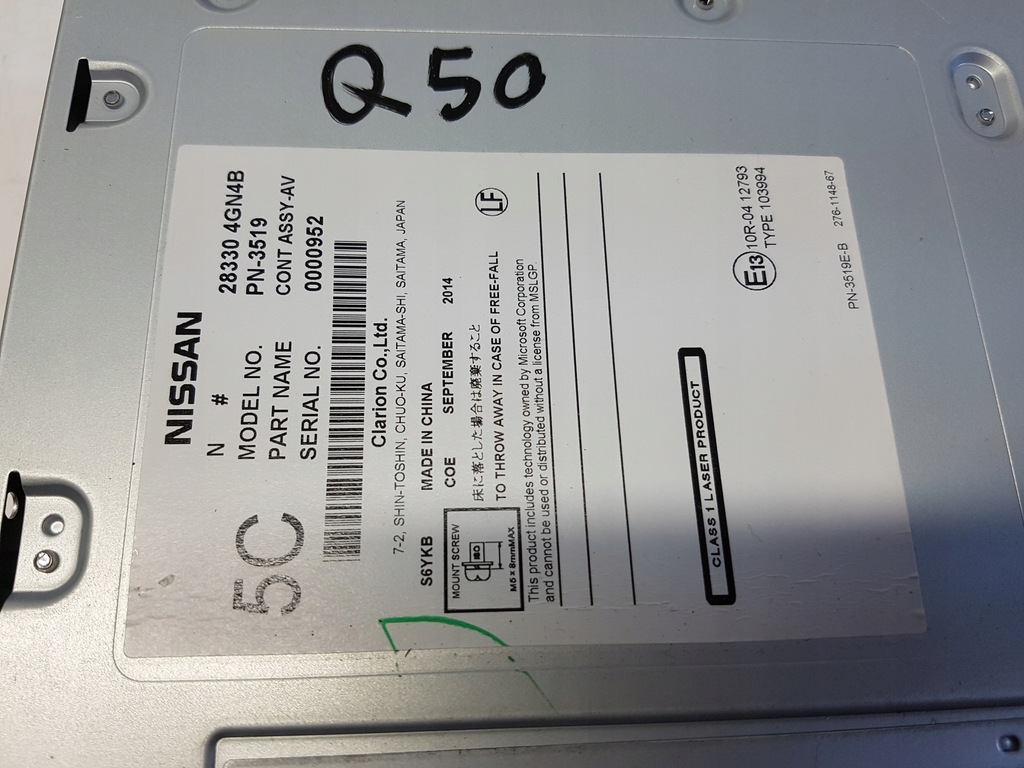 Q50
NISSAN
N # 28330 4GN4B
MODEL NO. PN-3519
PART NAME CONT ASSY-AV
SERIAL NO. 0000952
5C
Clarion Co.,Ltd.
7-2, SHIN-TOSHIN, CHUO-KU, SAITAMA-SHI, SAITAMA, JAPAN
S6YKB MADE IN CHINA
COE SEPTEMBER 2014
LF
MOUNT SCREW
M5 x 8mmMAX
床に落とした場合は廃棄すること
TO THROW AWAY IN CASE OF FREE-FALL
This product includes technology owned by Microsoft Corporation
and cannot be used or distributed without a license from MSLGP.
CLASS 1 LASER PRODUCT
E13 10R-04 12793
TYPE 103994
PN-3519E-B 276-1148-67